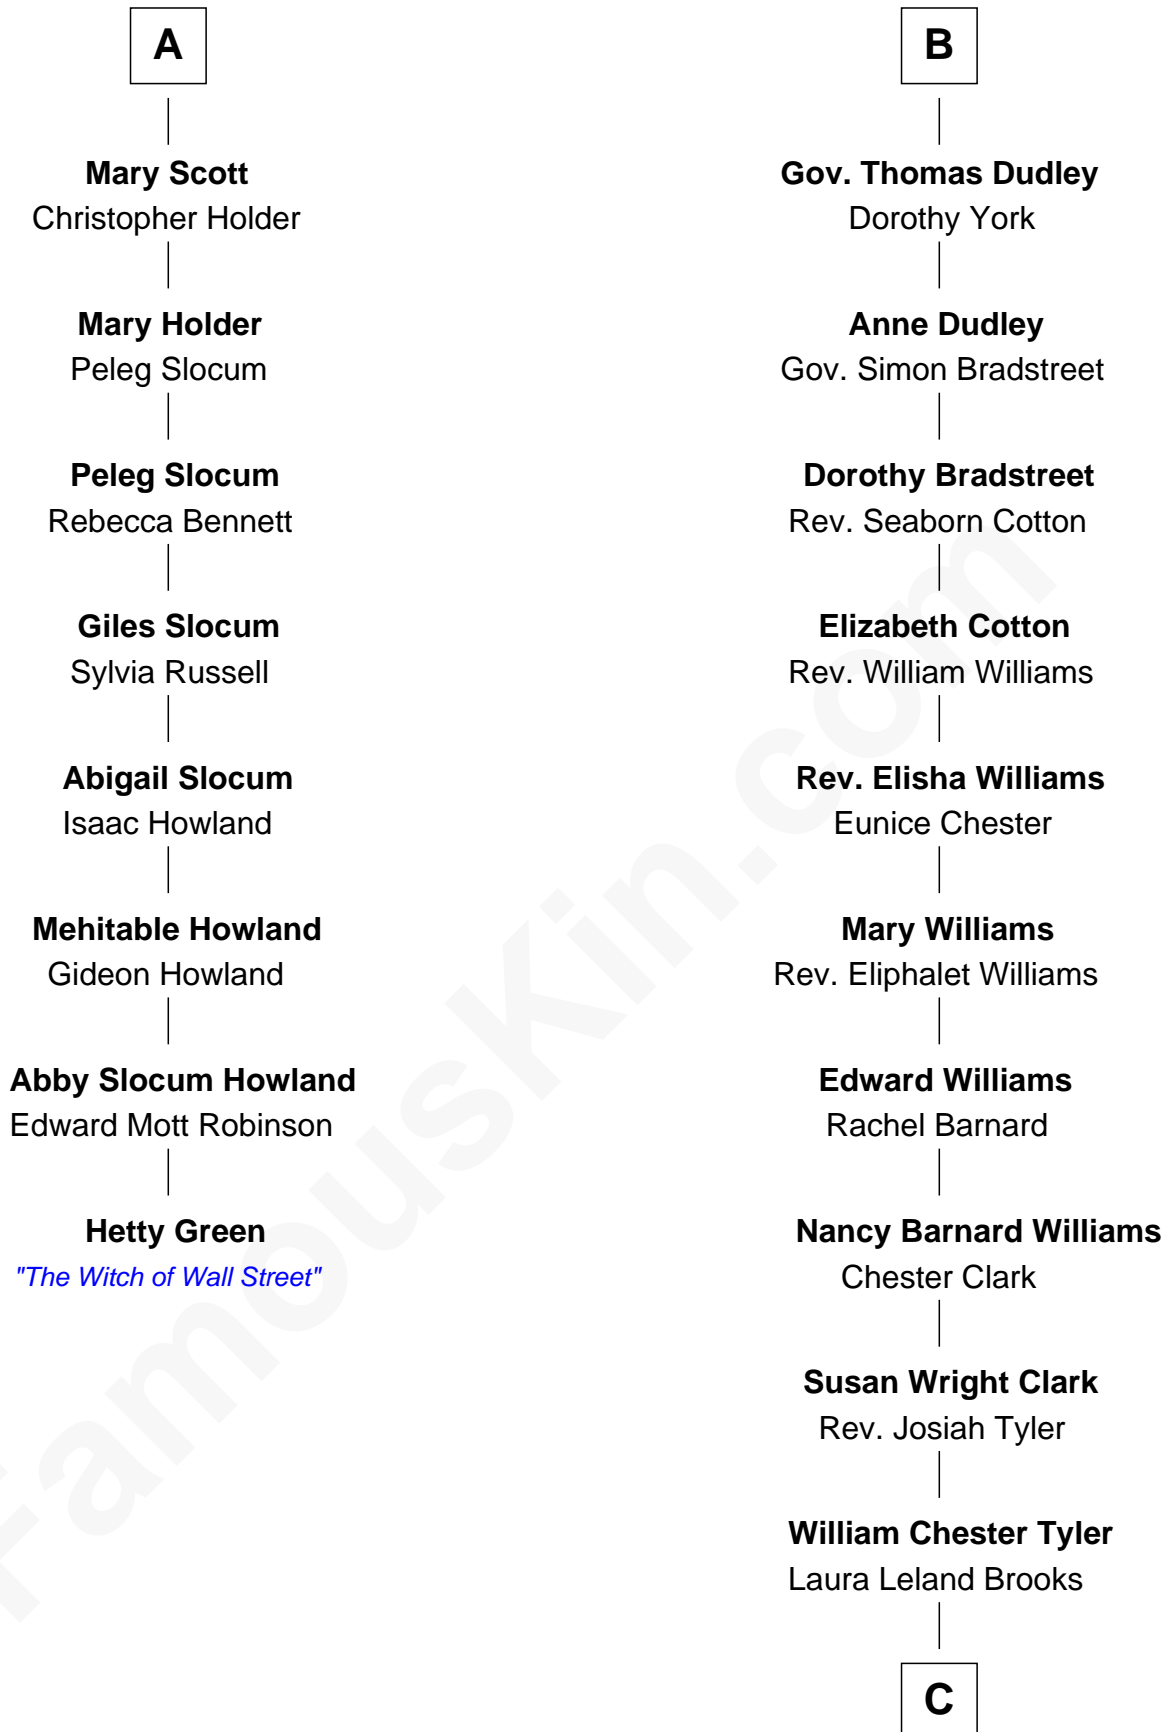 A
Mary Scott
Christopher Holder
Mary Holder
Peleg Slocum
Peleg Slocum
Rebecca Bennett
Giles Slocum
Sylvia Russell
Abigail Slocum
Isaac Howland
Mehitable Howland
Gideon Howland
Abby Slocum Howland
Edward Mott Robinson
Hetty Green
"The Witch of Wall Street"
B
Gov. Thomas Dudley
Dorothy York
Anne Dudley
Gov. Simon Bradstreet
Dorothy Bradstreet
Rev. Seaborn Cotton
Elizabeth Cotton
Rev. William Williams
Rev. Elisha Williams
Eunice Chester
Mary Williams
Rev. Eliphalet Williams
Edward Williams
Rachel Barnard
Nancy Barnard Williams
Chester Clark
Susan Wright Clark
Rev. Josiah Tyler
William Chester Tyler
Laura Leland Brooks
C
FamousKin.com